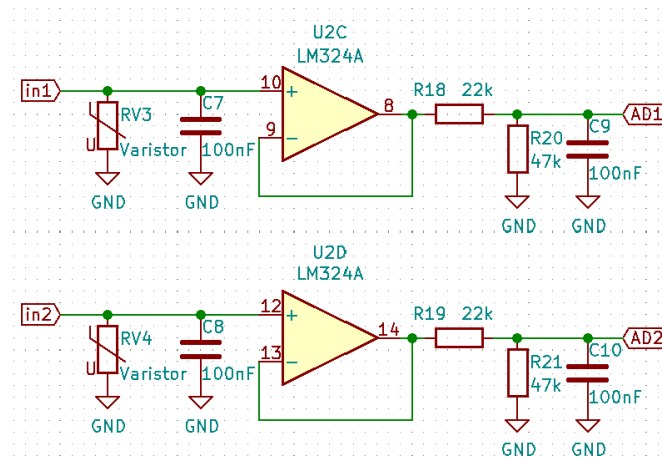 U2C
LM324A
in1
10
+
8
R18 22k
AD1
RV3
C7
9
−
R20
C9
U
Varistor
100nF
47k
100nF
GND
GND
GND
GND
U2D
LM324A
in2
12
+
14
R19 22k
AD2
RV4
C8
13
−
R21
C10
U
Varistor
100nF
47k
100nF
GND
GND
GND
GND